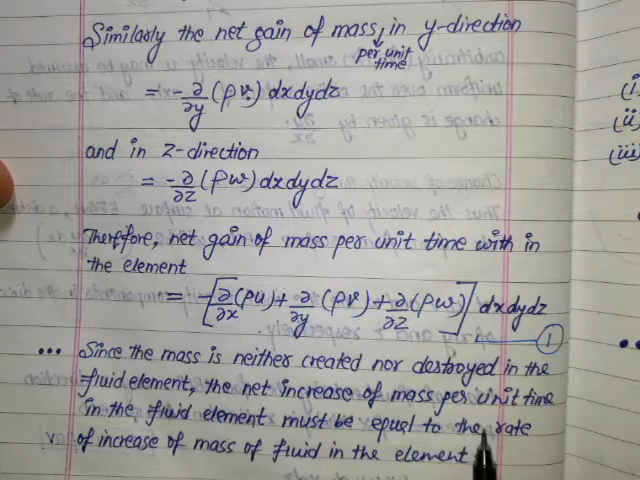 Similarly the net gain of mass, in y-direction
per unit
time
= -∂/∂y (ρv) dxdydz
and in z-direction
= -∂/∂z (ρw) dxdydz
Therefore, net gain of mass per unit time with in
the element
= -[∂/∂x (ρu) + ∂/∂y (ρv) + ∂/∂z (ρw)] dxdydz
1
... Since the mass is neither created nor destroyed in the
fluid element, the net increase of mass per unit time
in the fluid element must be equal to the rate
of increase of mass of fluid in the element
(i)
(ii)
(iii)